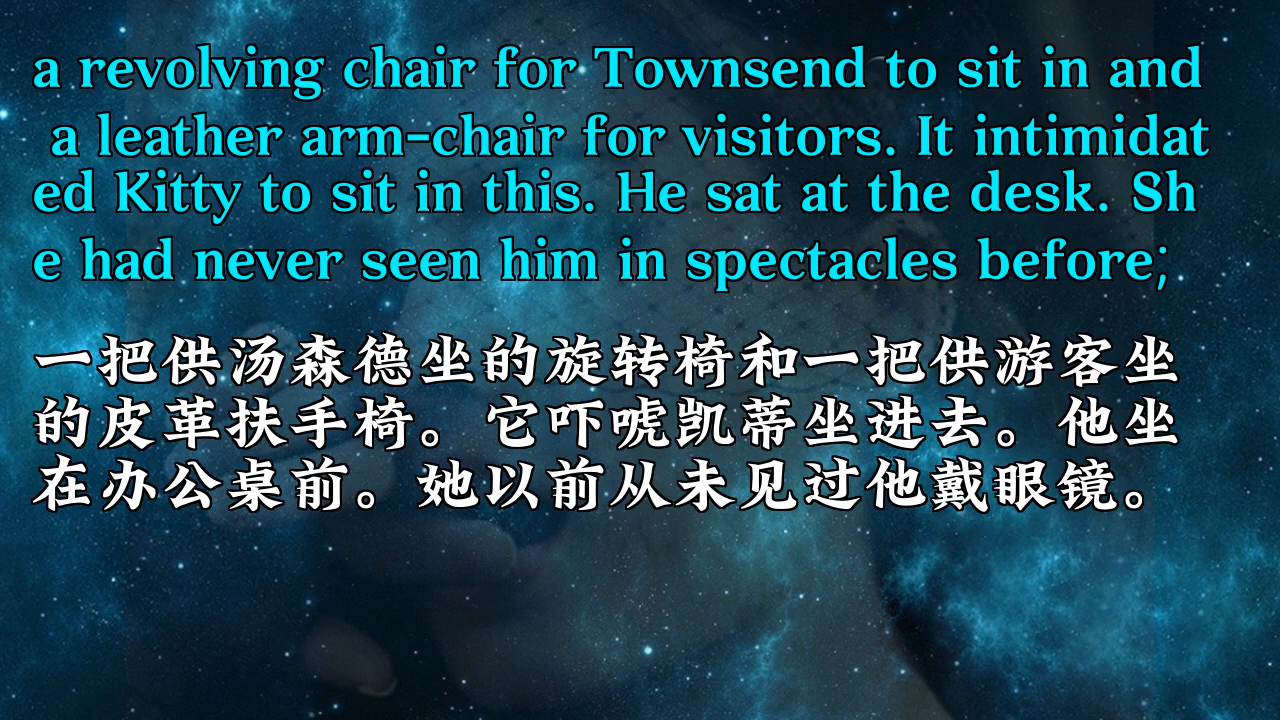 a revolving chair for Townsend to sit in and
a leather arm-chair for visitors. It intimidat
ed Kitty to sit in this. He sat at the desk. Sh
e had never seen him in spectacles before;
一把供汤森德坐的旋转椅和一把供游客坐
的皮革扶手椅。它吓唬凯蒂坐进去。他坐
在办公桌前。她以前从未见过他戴眼镜。